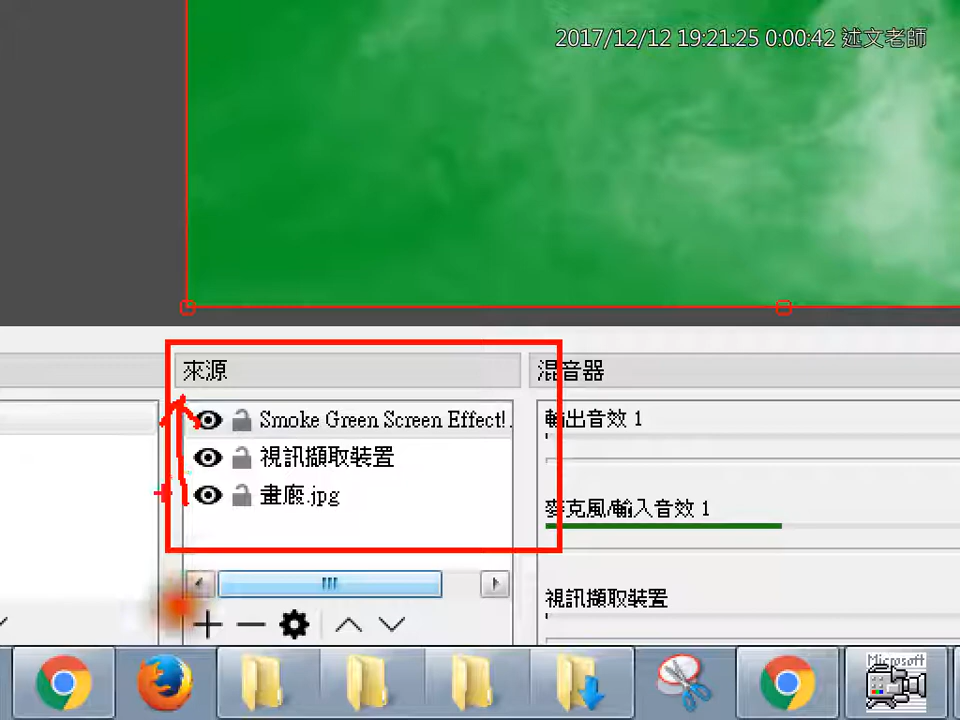 2017/12/12 19:21:25 0:00:42 述文老師
來源
混音器
Smoke Green Screen Effect!.
輸出音效 1
視訊擷取裝置
畫廊.jpg
麥克風/輸入音效 1
視訊擷取裝置
Microsoft